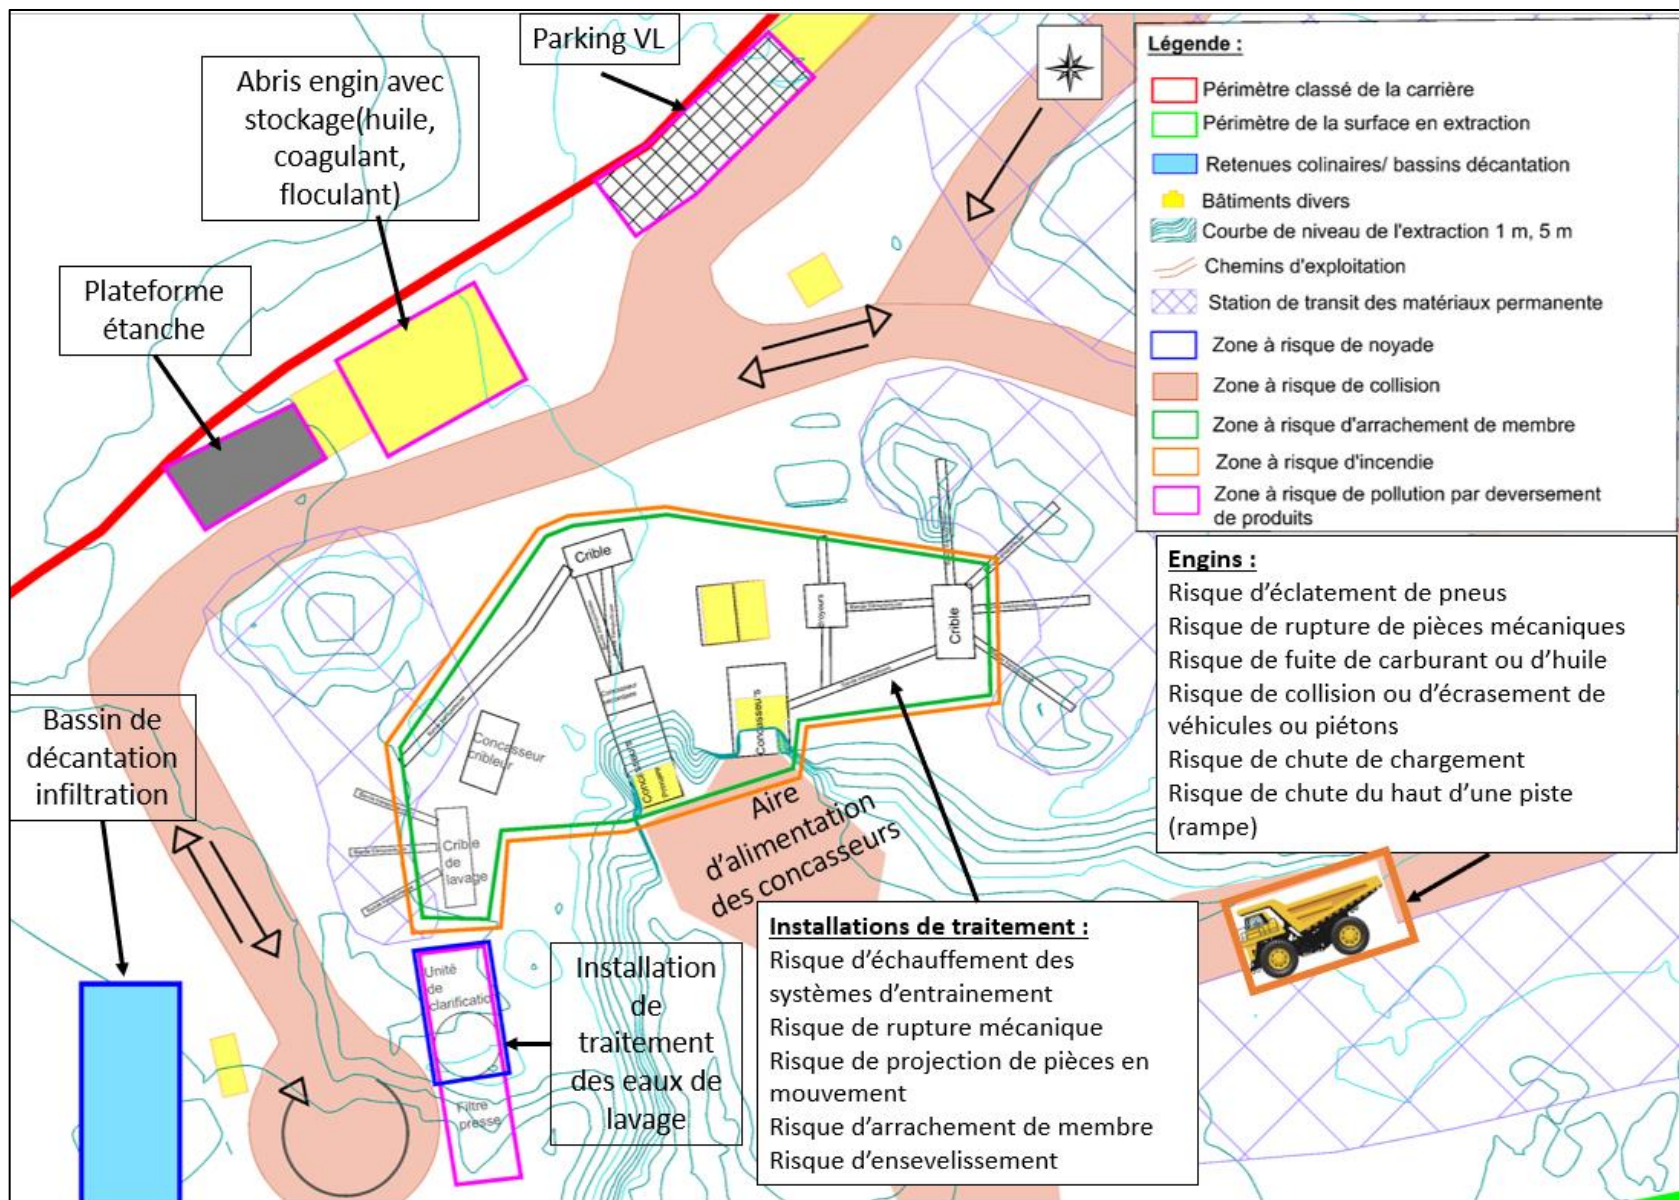 Parking VL
Abris engin avec
stockage(huile,
coagulant,
floculant)
Plateforme
étanche
Légende :
Périmètre classé de la carrière
Périmètre de la surface en extraction
Retenues colinaires/ bassins décantation
Bâtiments divers
Courbe de niveau de l'extraction 1 m, 5 m
Chemins d'exploitation
Station de transit des matériaux permanente
Zone à risque de noyade
Zone à risque de collision
Zone à risque d'arrachement de membre
Zone à risque d'incendie
Zone à risque de pollution par deversement
de produits
Engins :
Risque d'éclatement de pneus
Risque de rupture de pièces mécaniques
Risque de fuite de carburant ou d'huile
Risque de collision ou d'écrasement de
véhicules ou piétons
Risque de chute de chargement
Risque de chute du haut d'une piste
(rampe)
Crible
Broyeurs
Crible
Concasseur
Concasseurs
Concasseur
cribleur
Primaire
Crible
de
lavage
Bassin de
décantation
infiltration
Aire
d'alimentation
des concasseurs
Unité
de
clarificatio
Filtre
presse
Installation
de
traitement
des eaux de
lavage
Installations de traitement :
Risque d'échauffement des
systèmes d'entrainement
Risque de rupture mécanique
Risque de projection de pièces en
mouvement
Risque d'arrachement de membre
Risque d'ensevelissement